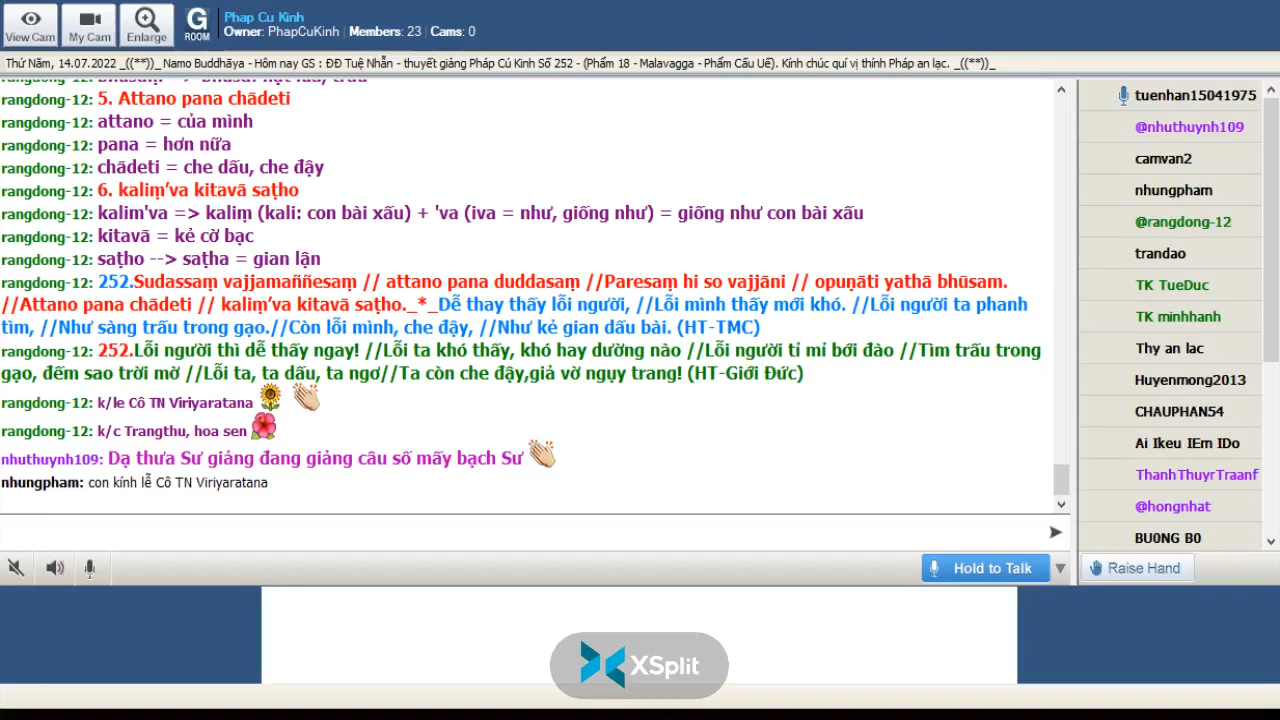 Phap Cu Kinh
Owner: PhapCuKinh | Members: 23 | Cams: 0
View Cam
My Cam
Enlarge
G
ROOM
Thứ Năm, 14.07.2022 _((**))_ Namo Buddhāya - Hôm nay GS : ĐĐ Tuệ Nhẫn - thuyết giảng Pháp Cú Kinh Số 252 - (Phẩm 18 - Malavagga - Phẩm Cấu Uế). Kính chúc quí vị thính Pháp an lạc. _((**))_
rangdong-12: 5. Attano pana chādeti
rangdong-12: attano = của mình
rangdong-12: pana = hơn nữa
rangdong-12: chādeti = che dấu, che đậy
rangdong-12: 6. kaliṃ’va kitavā saṭho
rangdong-12: kalim'va => kaliṃ (kali: con bài xấu) + 'va (iva = như, giống như) = giống như con bài xấu
rangdong-12: kitavā = kẻ cờ bạc
rangdong-12: saṭho --> saṭha = gian lận
rangdong-12: 252.Sudassaṃ vajjamaññesaṃ // attano pana duddasaṃ //Paresaṃ hi so vajjāni // opuṇāti yathā bhūsam.
//Attano pana chādeti // kaliṃ’va kitavā saṭho._*_Dễ thay thấy lỗi người, //Lỗi mình thấy mới khó. //Lỗi người ta phanh
tìm, //Như sàng trấu trong gạo.//Còn lỗi mình, che đậy, //Như kẻ gian dấu bài. (HT-TMC)
rangdong-12: 252.Lỗi người thì dễ thấy ngay! //Lỗi ta khó thấy, khó hay dường nào //Lỗi người tỉ mỉ bới đào //Tìm trấu trong
gạo, đếm sao trời mờ //Lỗi ta, ta dấu, ta ngơ//Ta còn che đậy,giả vờ ngụy trang! (HT-Giới Đức)
rangdong-12: k/le Cô TN Viriyaratana
rangdong-12: k/c Trangthu, hoa sen
nhuthuynh109: Dạ thưa Sư giảng đang giảng câu số mấy bạch Sư
nhungpham: con kính lễ Cô TN Viriyaratana
tuenhan15041975
@nhuthuynh109
camvan2
nhungpham
@rangdong-12
trandao
TK TueDuc
TK minhhanh
Thy an lac
Huyenmong2013
CHAUPHAN54
Ai Ikeu IEm IDo
ThanhThuyrTraanf
@hongnhat
BU0NG B0
Hold to Talk
Raise Hand
XSplit